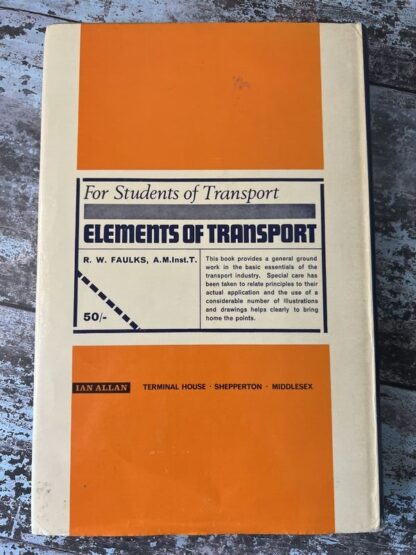 For Students of Transport
ELEMENTS OF TRANSPORT
R. W. FAULKS, A.M.Inst.T.
50/-
This book provides a general ground
work in the basic essentials of the
transport industry. Special care has
been taken to relate principles to their
actual application and the use of a
considerable number of illustrations
and drawings helps clearly to bring
home the points.
IAN ALLAN TERMINAL HOUSE · SHEPPERTON · MIDDLESEX